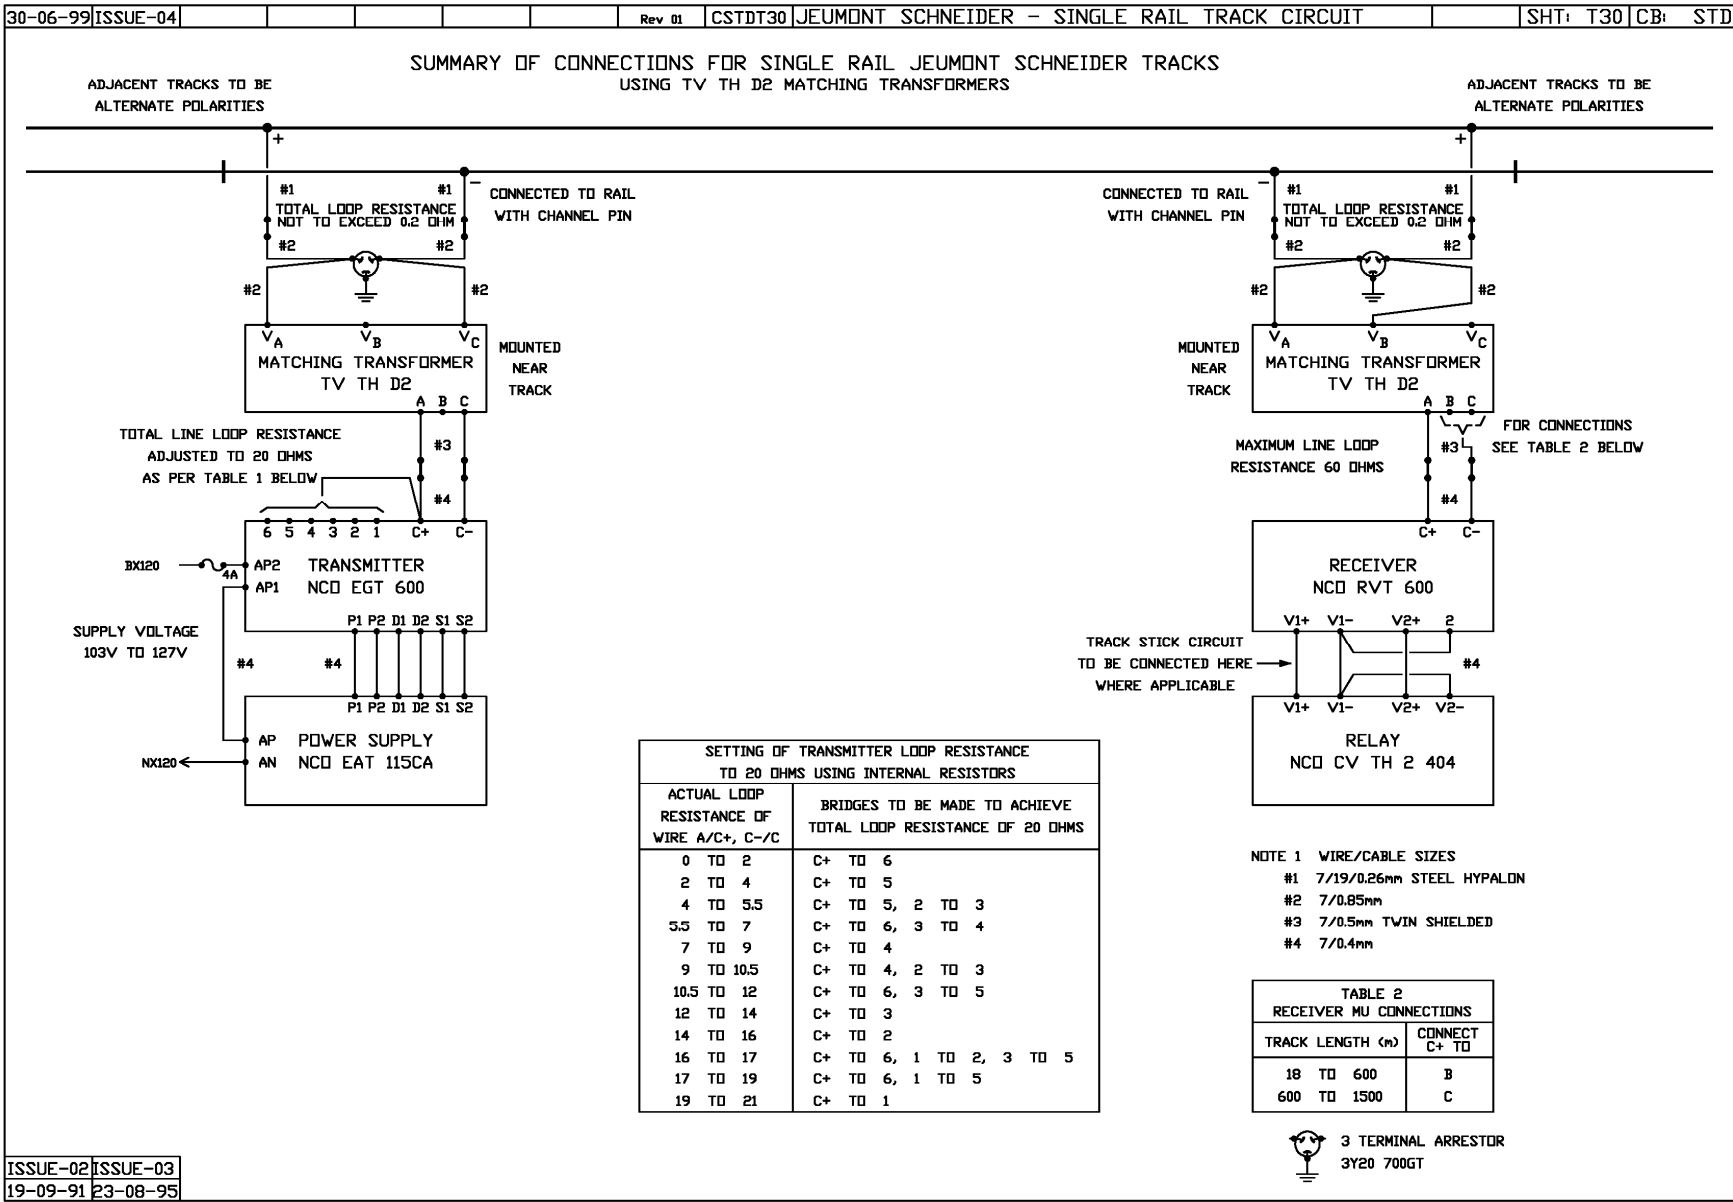 30-06-99 ISSUE-04 Rev 01 CSTDT30 JEUMONT SCHNEIDER - SINGLE RAIL TRACK CIRCUIT SHT: T30 CB: STD
SUMMARY OF CONNECTIONS FOR SINGLE RAIL JEUMONT SCHNEIDER TRACKS
USING TV TH D2 MATCHING TRANSFORMERS
ADJACENT TRACKS TO BE
ALTERNATE POLARITIES
ADJACENT TRACKS TO BE
ALTERNATE POLARITIES
+
+
#1 #1 -
TOTAL LOOP RESISTANCE
NOT TO EXCEED 0.2 OHM
#2 #2
CONNECTED TO RAIL
WITH CHANNEL PIN
#2 #2
VA VB VC
MATCHING TRANSFORMER
TV TH D2
A B C
MOUNTED
NEAR
TRACK
TOTAL LINE LOOP RESISTANCE
ADJUSTED TO 20 OHMS
AS PER TABLE 1 BELOW
#3
#4
6 5 4 3 2 1 C+ C-
BX120
4A
AP2
AP1
TRANSMITTER
NCO EGT 600
P1 P2 D1 D2 S1 S2
SUPPLY VOLTAGE
103V TO 127V
#4 #4
P1 P2 D1 D2 S1 S2
AP POWER SUPPLY
NX120 AN NCO EAT 115CA
CONNECTED TO RAIL
WITH CHANNEL PIN
- #1 #1
TOTAL LOOP RESISTANCE
NOT TO EXCEED 0.2 OHM
#2 #2
#2 #2
VA VB VC
MATCHING TRANSFORMER
TV TH D2
A B C
MOUNTED
NEAR
TRACK
FOR CONNECTIONS
SEE TABLE 2 BELOW
MAXIMUM LINE LOOP
RESISTANCE 60 OHMS
#3
#4
C+ C-
RECEIVER
NCO RVT 600
V1+ V1- V2+ 2
TRACK STICK CIRCUIT
TO BE CONNECTED HERE
WHERE APPLICABLE
#4
V1+ V1- V2+ V2-
RELAY
NCO CV TH 2 404
SETTING OF TRANSMITTER LOOP RESISTANCE
TO 20 OHMS USING INTERNAL RESISTORS
ACTUAL LOOP
RESISTANCE OF
WIRE A/C+, C-/C
BRIDGES TO BE MADE TO ACHIEVE
TOTAL LOOP RESISTANCE OF 20 OHMS
0 TO 2 C+ TO 6
2 TO 4 C+ TO 5
4 TO 5.5 C+ TO 5, 2 TO 3
5.5 TO 7 C+ TO 6, 3 TO 4
7 TO 9 C+ TO 4
9 TO 10.5 C+ TO 4, 2 TO 3
10.5 TO 12 C+ TO 6, 3 TO 5
12 TO 14 C+ TO 3
14 TO 16 C+ TO 2
16 TO 17 C+ TO 6, 1 TO 2, 3 TO 5
17 TO 19 C+ TO 6, 1 TO 5
19 TO 21 C+ TO 1
NOTE 1 WIRE/CABLE SIZES
#1 7/19/0.26mm STEEL HYPALON
#2 7/0.85mm
#3 7/0.5mm TWIN SHIELDED
#4 7/0.4mm
TABLE 2
RECEIVER MU CONNECTIONS
TRACK LENGTH (m)
CONNECT
C+ TO
18 TO 600 B
600 TO 1500 C
3 TERMINAL ARRESTOR
3Y20 700GT
ISSUE-02 ISSUE-03
19-09-91 23-08-95